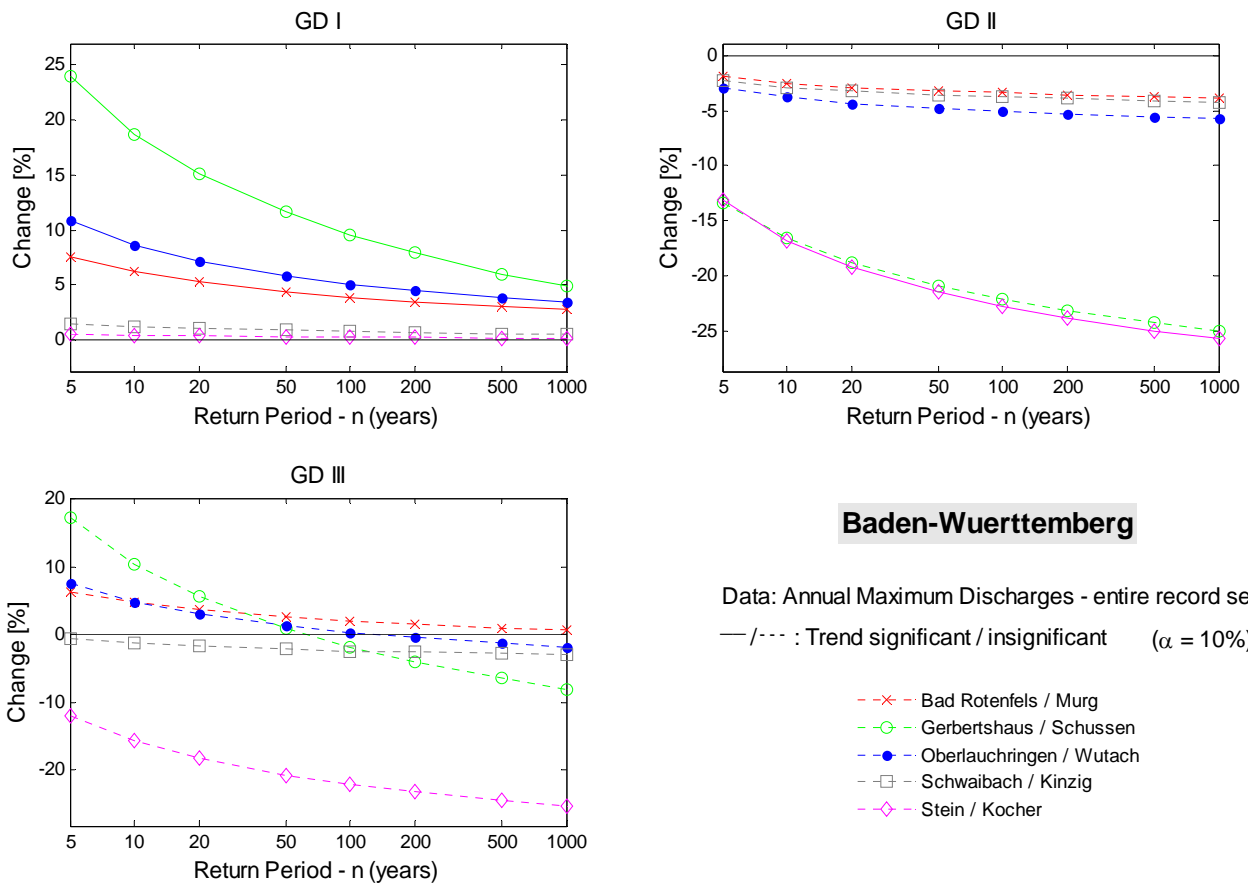 GD I
25
20
15
10
5
0
Change [%]
5 10 20 50 100 200 500 1000
Return Period - n (years)
GD II
0
-5
-10
-15
-20
-25
Change [%]
5 10 20 50 100 200 500 1000
Return Period - n (years)
GD III
20
10
0
-10
-20
Change [%]
5 10 20 50 100 200 500 1000
Return Period - n (years)
Baden-Wuerttemberg
Data: Annual Maximum Discharges - entire record se
—/--- : Trend significant / insignificant (α = 10%)
Bad Rotenfels / Murg
Gerbertshaus / Schussen
Oberlauchringen / Wutach
Schwaibach / Kinzig
Stein / Kocher